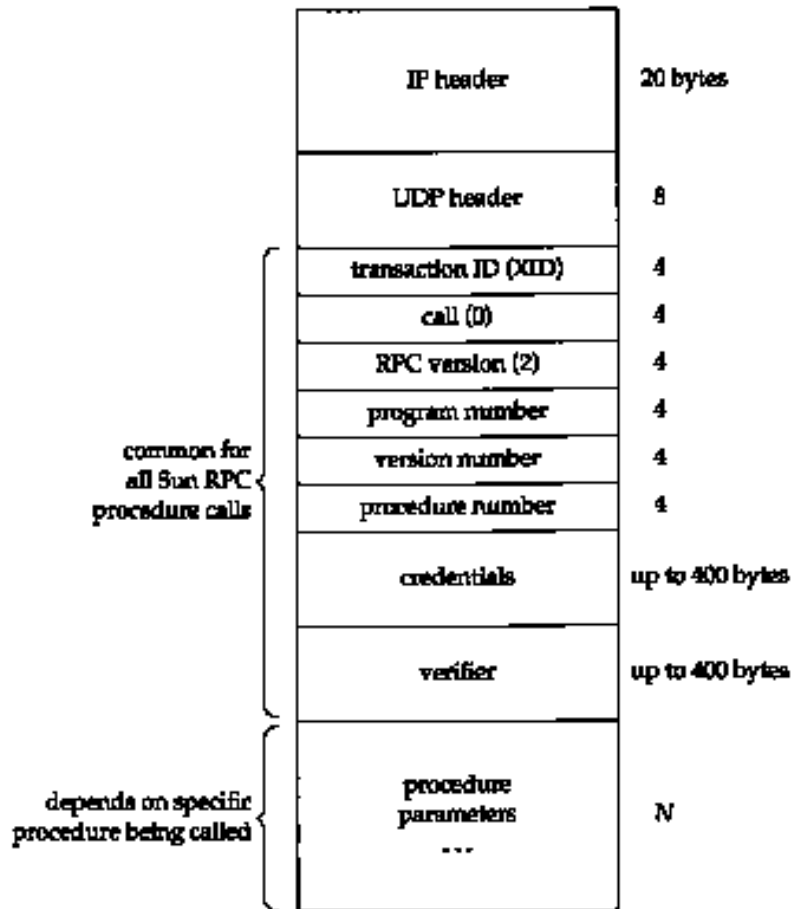 IP header 20 bytes
UDP header 8
transaction ID (XID) 4
call (0) 4
RPC version (2) 4
program number 4
version number 4
procedure number 4
common for
all Sun RPC
procedure calls
credentials up to 400 bytes
verifier up to 400 bytes
procedure
parameters
...
N
depends on specific
procedure being called